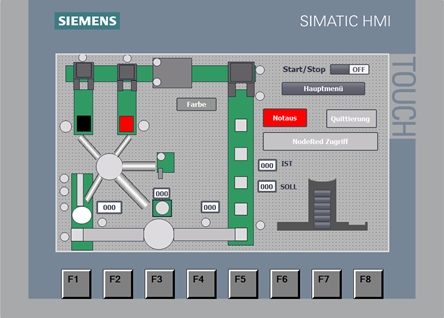 SIEMENS
SIMATIC HMI
TOUCH
Start/Stop OFF
Hauptmenü
Farbe
Notaus
Quittierung
NodeRed Zugriff
000 IST
000 SOLL
000
000
000
F1 F2 F3 F4 F5 F6 F7 F8